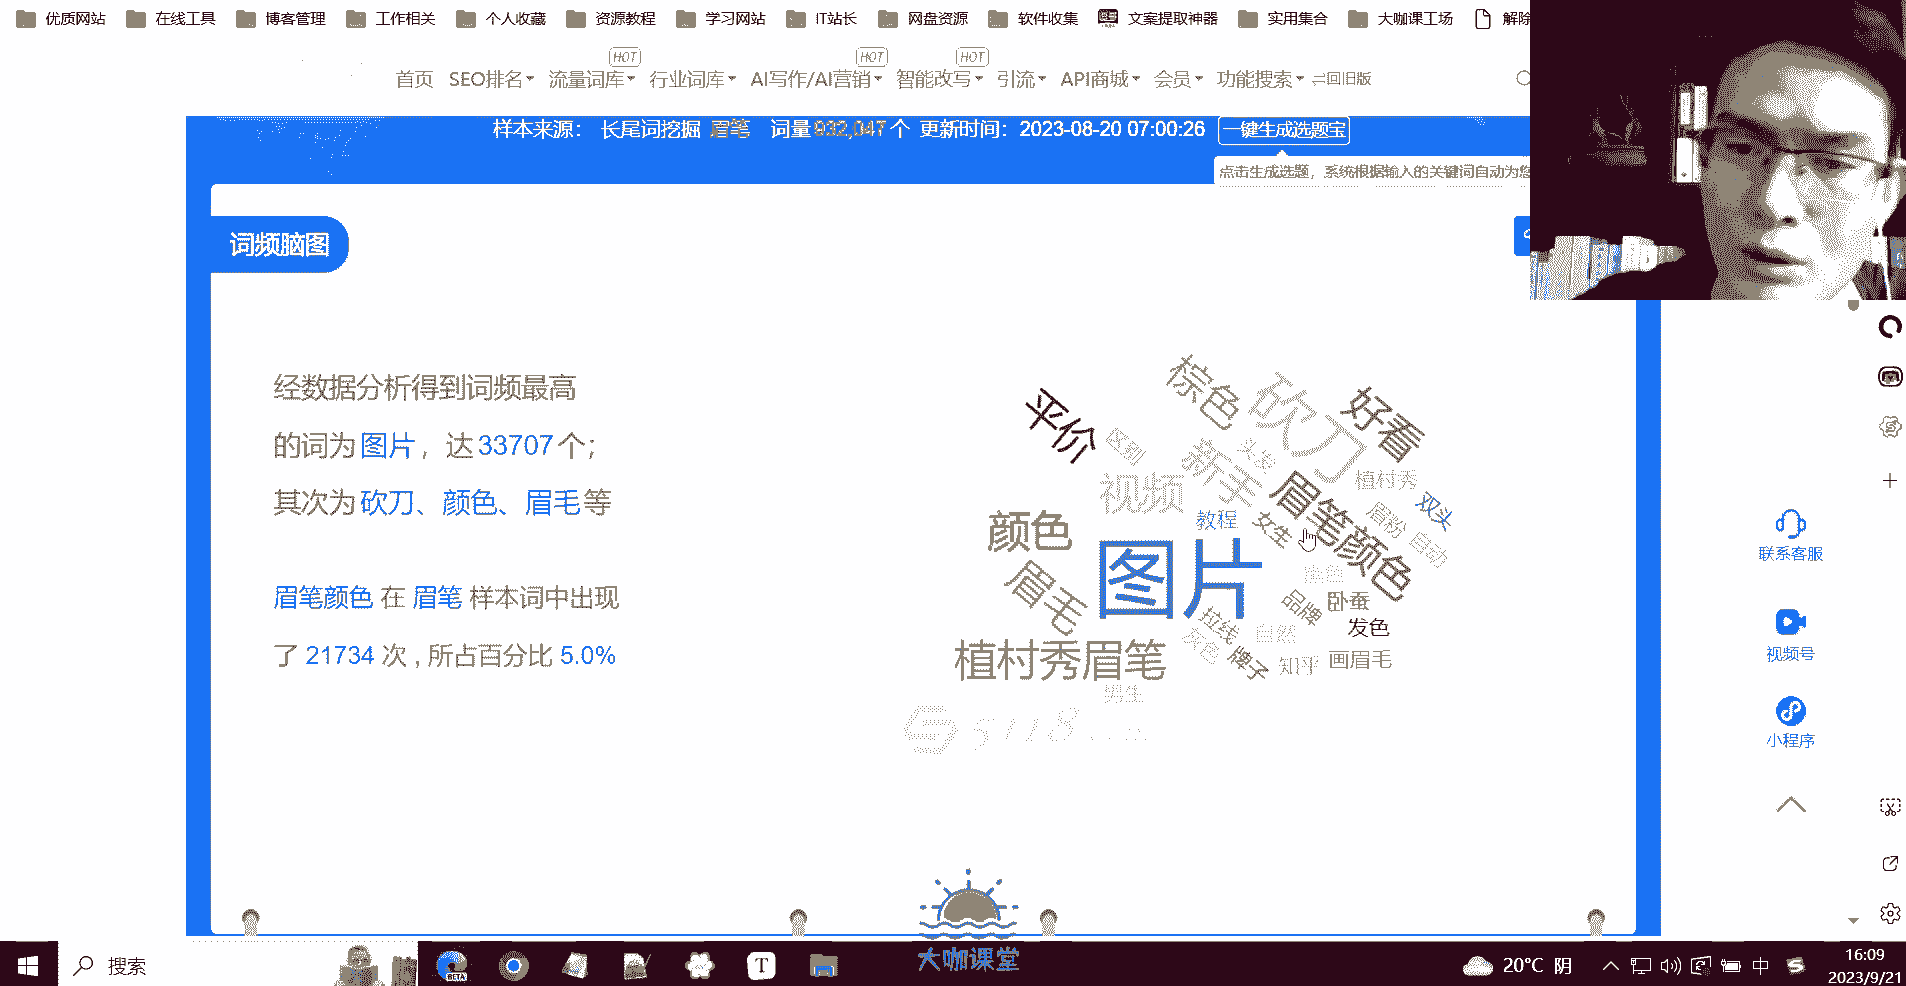 优质网站 在线工具 博客管理 工作相关 个人收藏 资源教程 学习网站 IT站长 网盘资源 软件收集 文案提取神器 实用集合 大咖课工场 解除
HOT HOT HOT
首页 SEO排名 流量词库 行业词库 AI写作/AI营销 智能改写 引流 API商城 会员 功能搜索 回旧版
样本来源： 长尾词挖掘 眉笔 词量932,047个 更新时间：2023-08-20 07:00:26 一键生成选题宝
点击生成选题，系统根据输入的关键词自动为您
词频脑图
经数据分析得到词频最高
的词为图片，达33707个；
其次为砍刀、颜色、眉毛等
眉笔颜色 在 眉笔 样本词中出现
了 21734 次 , 所占百分比 5.0%
平价
棕色
砍刀
好看
区别
新手
头发
植村秀
视频
双头
眉粉
颜色
教程
女生
眉笔颜色
自动
图片
眉毛
品牌
卧蚕
拉线
自然
发色
灰色
植村秀眉笔
牌子
知乎
画眉毛
男生
5118
联系客服
视频号
小程序
大咖课堂
搜索
BETA
T
20°C 阴
中
16:09
2023/9/21